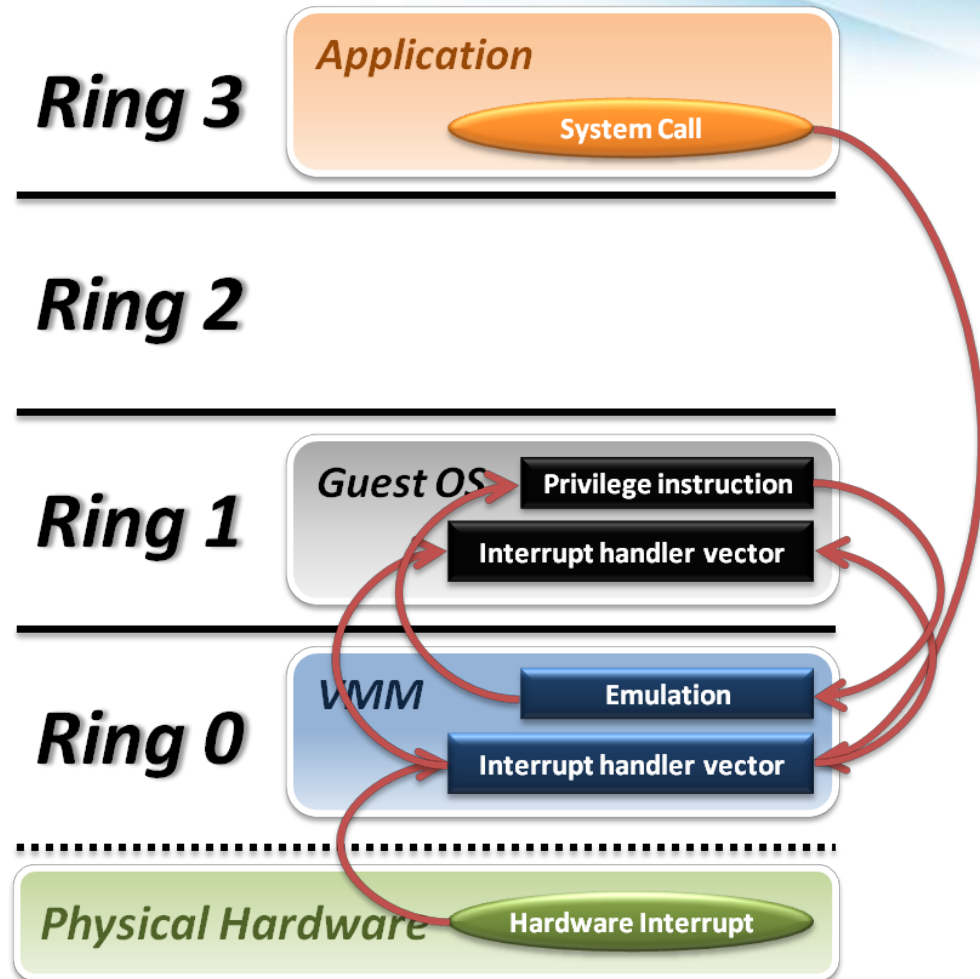 Ring 3
Application
System Call
Ring 2
Ring 1
Guest OS
Privilege instruction
Interrupt handler vector
Ring 0
VMM
Emulation
Interrupt handler vector
Physical Hardware
Hardware Interrupt